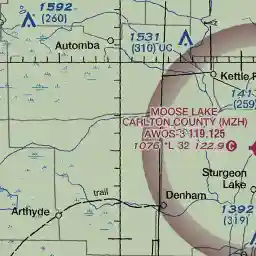 1592
(260)
Automba
1531
(310) UC
Kettle R
(259)
MOOSE LAKE
CARLTON COUNTY (MZH)
AWOS-3 119.125
1076 *L 32 122.9 C
Sturgeon
Lake
trail
Denham
Arthyde
1392
(319)